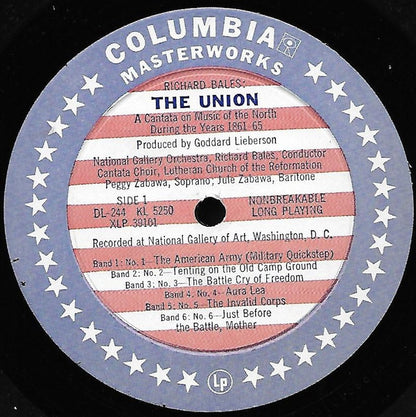 COLUMBIA
MASTERWORKS
RICHARD BALES:
THE UNION
A Cantata on Music of the North
During the Years 1861-65
Produced by Goddard Lieberson
National Gallery Orchestra, Richard Bales, Conductor
Cantata Choir, Lutheran Church of the Reformation
Peggy Zabawa, Soprano, Jule Zabawa, Baritone
SIDE 1
DL-244 KL 5250
XLP 39101
NONBREAKABLE
LONG PLAYING
Recorded at National Gallery of Art, Washington, D. C.
Band 1: No. 1—The American Army (Military Quickstep)
Band 2: No. 2—Tenting on the Old Camp Ground
Band 3: No. 3—The Battle Cry of Freedom
Band 4: No. 4—Aura Lea
Band 5: No. 5—The Invalid Corps
Band 6: No. 6—Just Before
the Battle, Mother
Lp